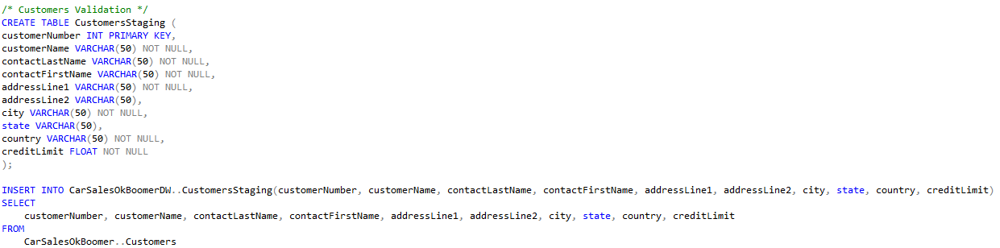 /* Customers Validation */
CREATE TABLE CustomersStaging (
customerNumber INT PRIMARY KEY,
customerName VARCHAR(50) NOT NULL,
contactLastName VARCHAR(50) NOT NULL,
contactFirstName VARCHAR(50) NOT NULL,
addressLine1 VARCHAR(50) NOT NULL,
addressLine2 VARCHAR(50),
city VARCHAR(50) NOT NULL,
state VARCHAR(50),
country VARCHAR(50) NOT NULL,
creditLimit FLOAT NOT NULL
);
INSERT INTO CarSalesOkBoomerDW..CustomersStaging(customerNumber, customerName, contactLastName, contactFirstName, addressLine1, addressLine2, city, state, country, creditLimit)
SELECT
customerNumber, customerName, contactLastName, contactFirstName, addressLine1, addressLine2, city, state, country, creditLimit
FROM
CarSalesOkBoomer..Customers